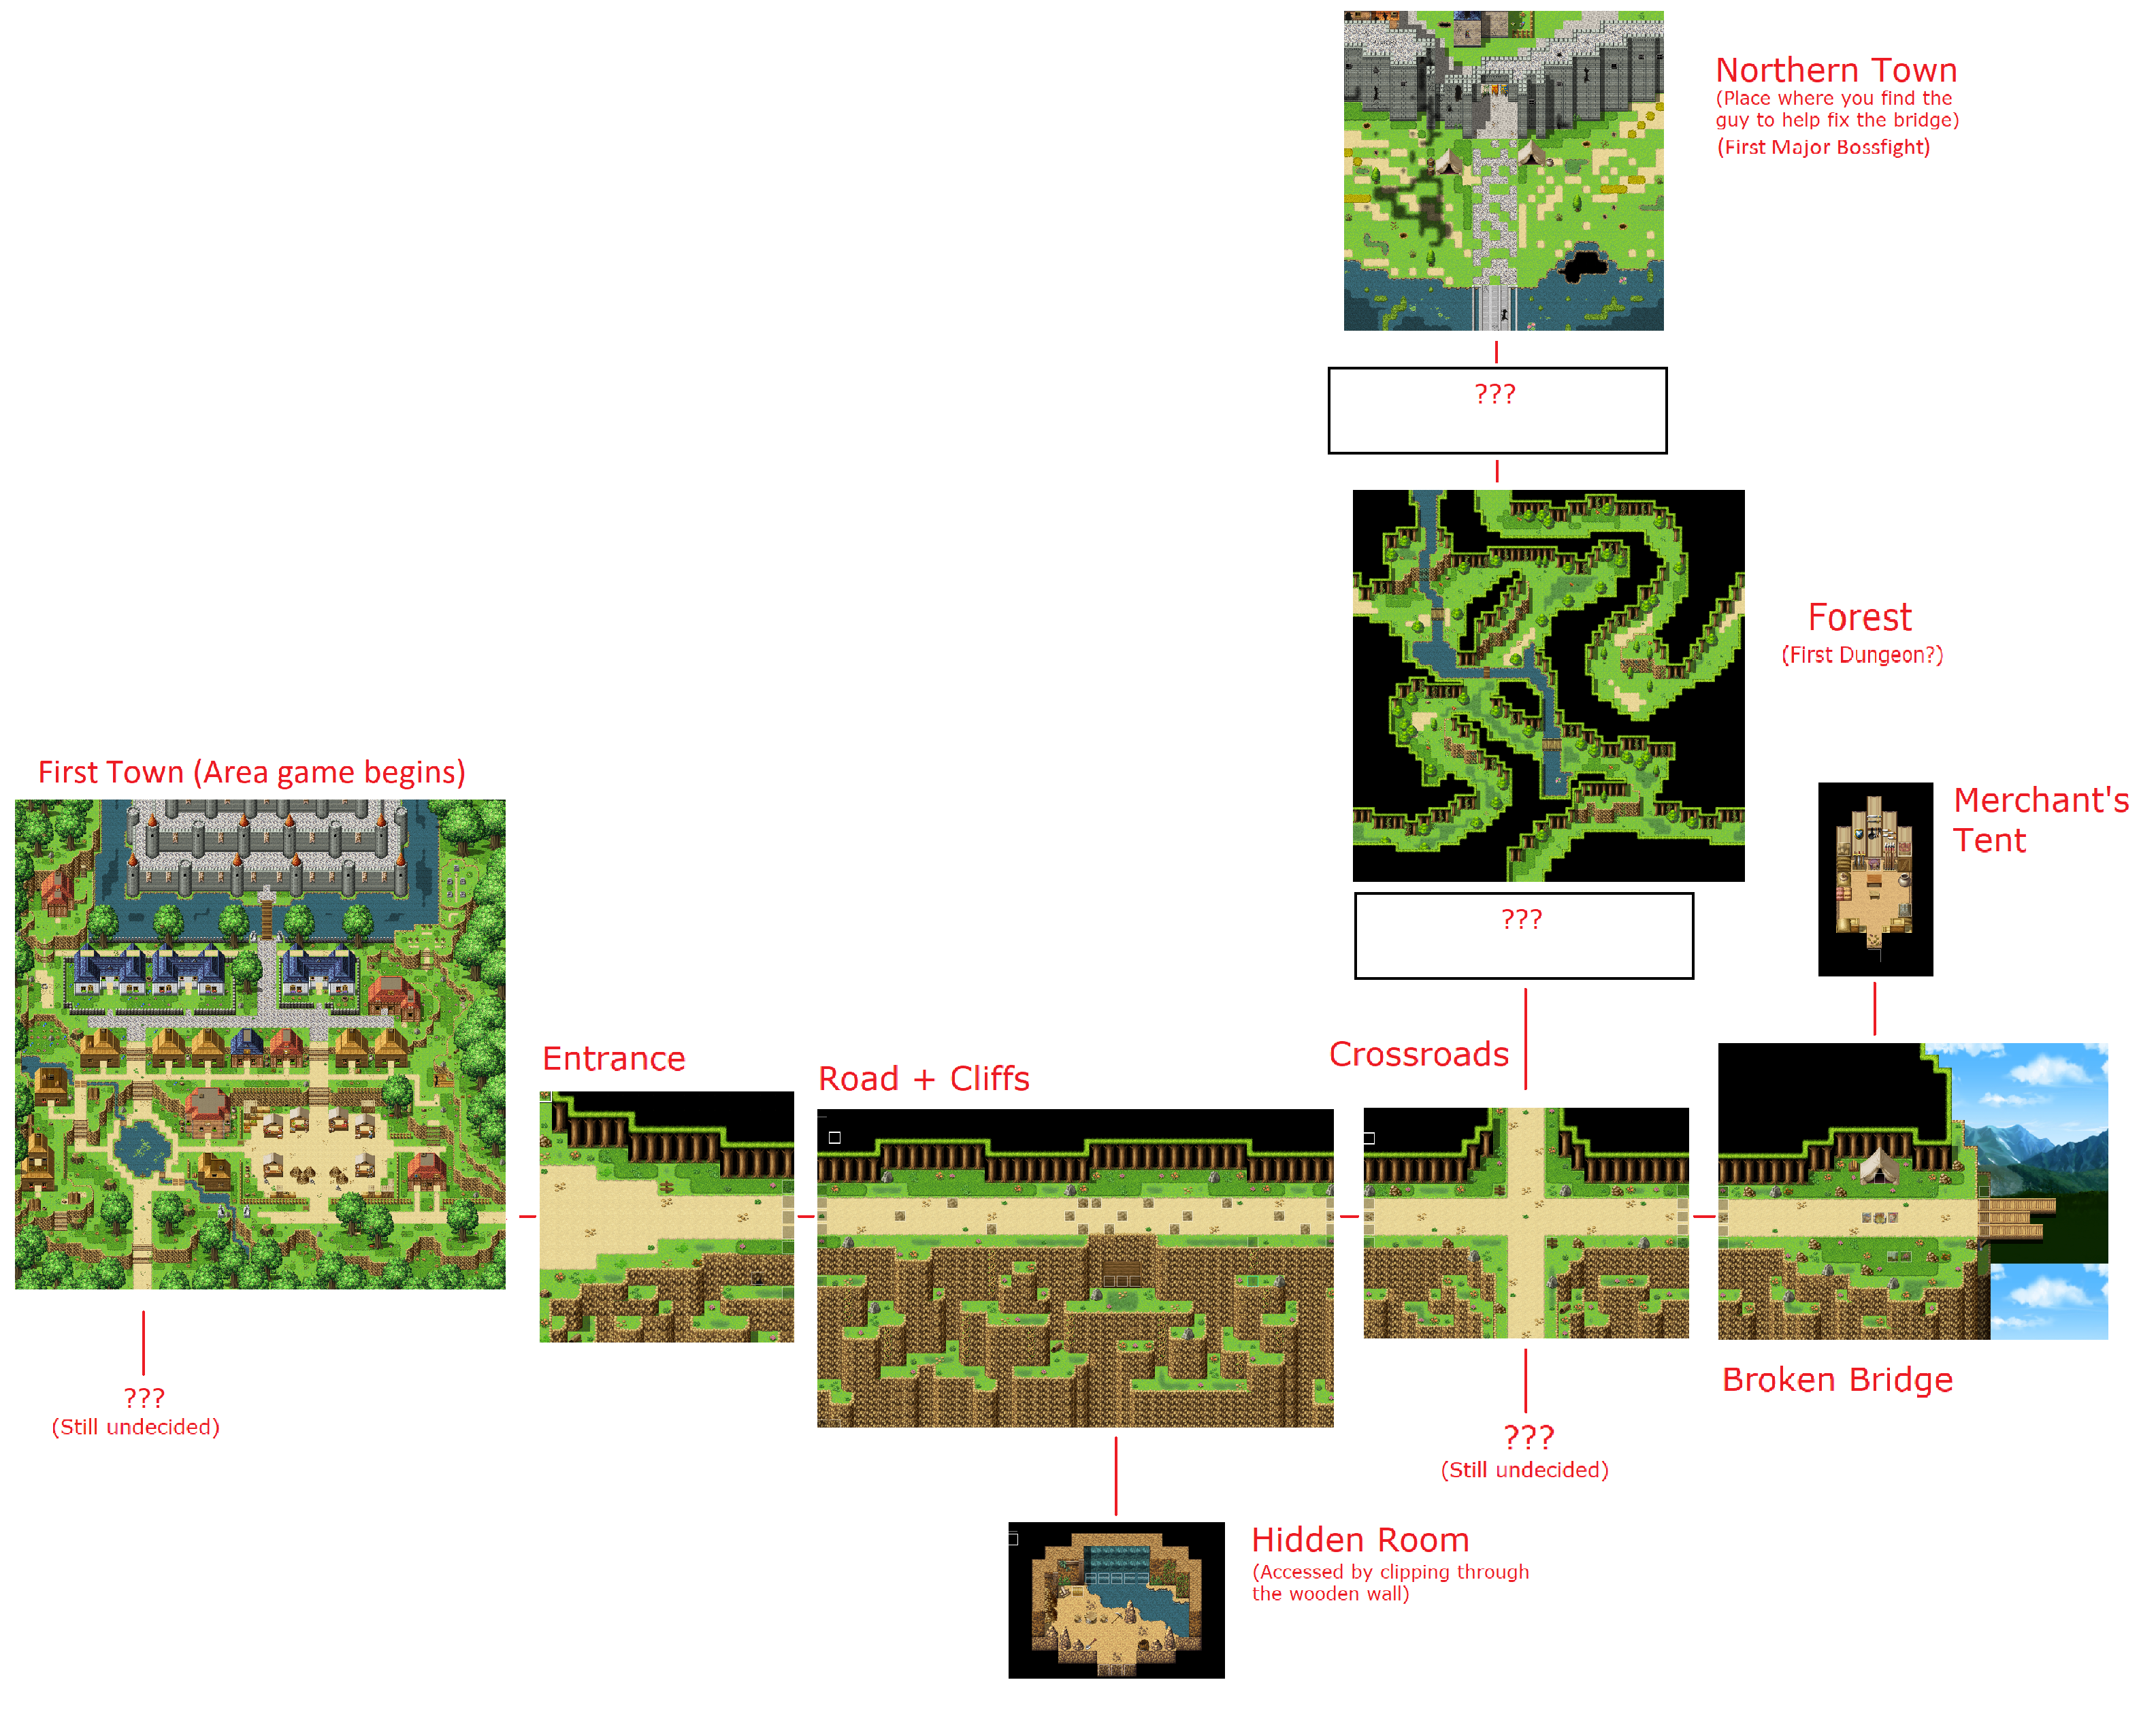 Northern Town
(Place where you find the
guy to help fix the bridge)
(First Major Bossfight)
???
Forest
(First Dungeon?)
First Town (Area game begins)
Merchant's
Tent
???
Entrance
Road + Cliffs
Crossroads
Broken Bridge
???
(Still undecided)
???
(Still undecided)
Hidden Room
(Accessed by clipping through
the wooden wall)